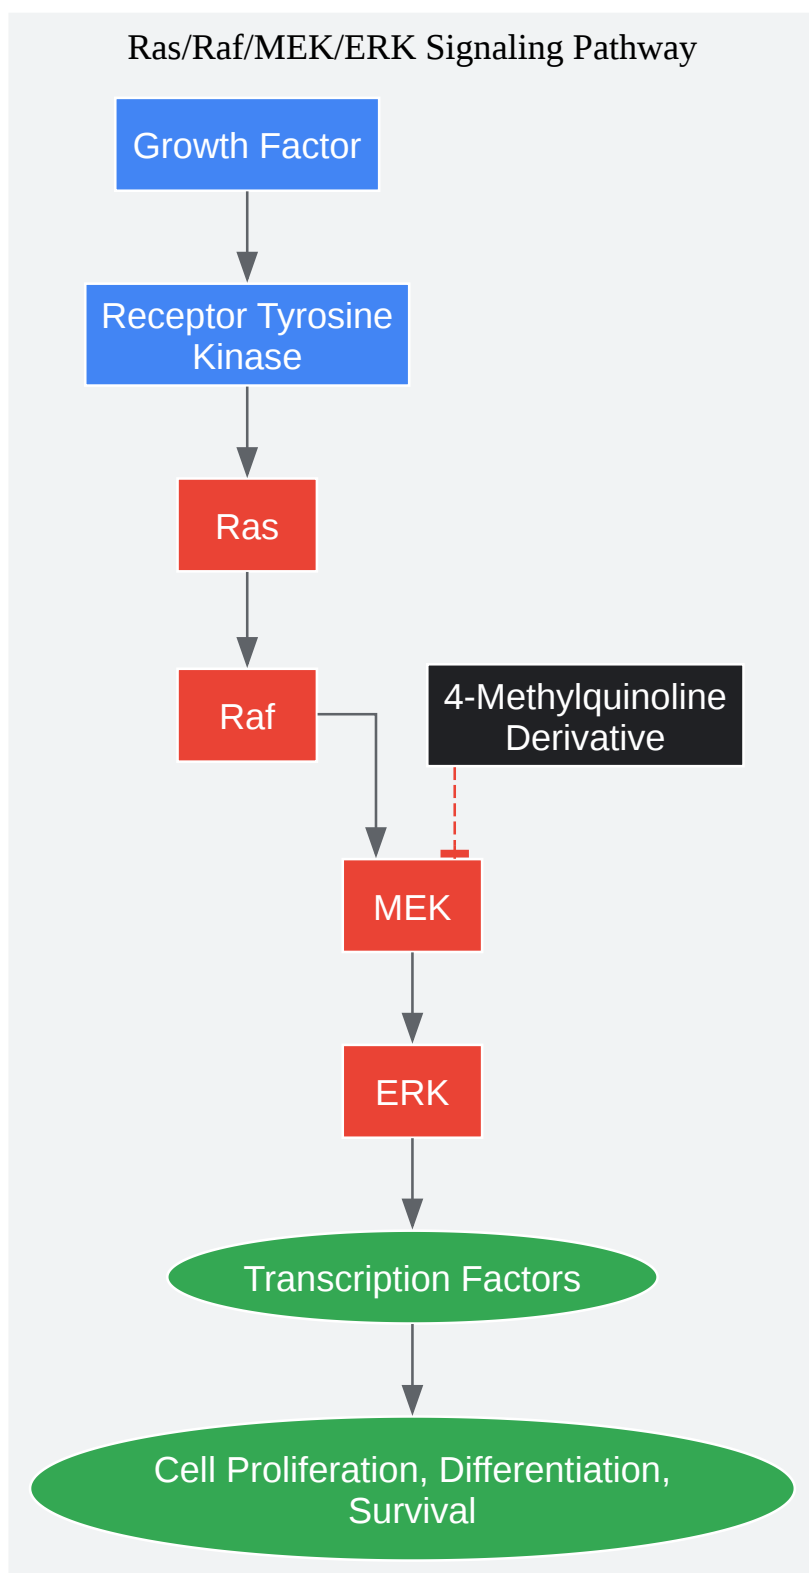 Ras/Raf/MEK/ERK Signaling Pathway
Growth Factor
Receptor Tyrosine
Kinase
Ras
Raf
4-Methylquinoline
Derivative
MEK
ERK
Transcription Factors
Cell Proliferation, Differentiation,
Survival